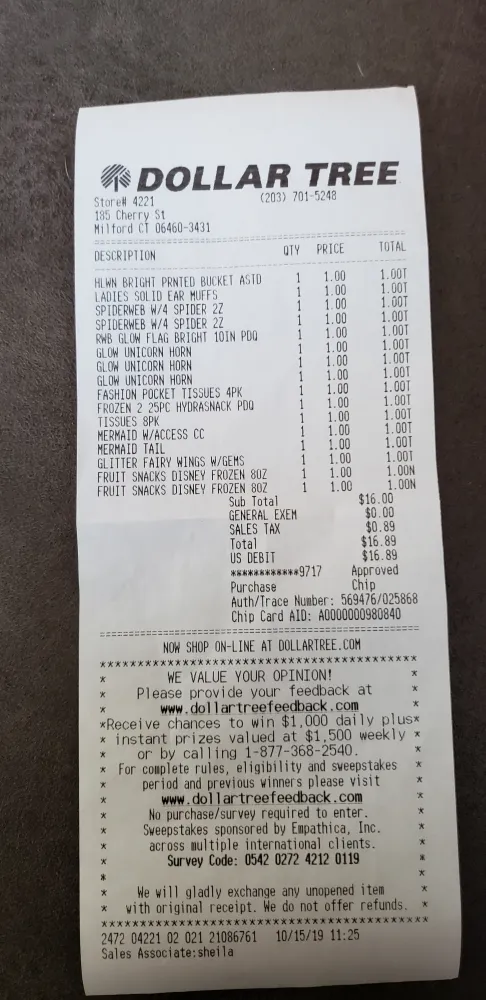 DOLLAR TREE
Store# 4221 (203) 701-5248
185 Cherry St
Milford CT 06460-3431
================================================
DESCRIPTION QTY PRICE TOTAL
HLWN BRIGHT PRNTED BUCKET ASTD 1 1.00 1.00T
LADIES SOLID EAR MUFFS 1 1.00 1.00T
SPIDERWEB W/4 SPIDER 2Z 1 1.00 1.00T
SPIDERWEB W/4 SPIDER 2Z 1 1.00 1.00T
RWB GLOW FLAG BRIGHT 10IN PDQ 1 1.00 1.00T
GLOW UNICORN HORN 1 1.00 1.00T
GLOW UNICORN HORN 1 1.00 1.00T
GLOW UNICORN HORN 1 1.00 1.00T
FASHION POCKET TISSUES 4PK 1 1.00 1.00T
FROZEN 2 25PC HYDRASNACK PDQ 1 1.00 1.00T
TISSUES 8PK 1 1.00 1.00T
MERMAID W/ACCESS CC 1 1.00 1.00T
MERMAID TAIL 1 1.00 1.00T
GLITTER FAIRY WINGS W/GEMS 1 1.00 1.00T
FRUIT SNACKS DISNEY FROZEN 8OZ 1 1.00 1.00N
FRUIT SNACKS DISNEY FROZEN 8OZ 1 1.00 1.00N
Sub Total $16.00
GENERAL EXEM $0.00
SALES TAX $0.89
Total $16.89
US DEBIT $16.89
************9717 Approved
Purchase Chip
Auth/Trace Number: 569476/025868
Chip Card AID: A0000000980840
================================================
NOW SHOP ON-LINE AT DOLLARTREE.COM
******************************************
* WE VALUE YOUR OPINION! *
* Please provide your feedback at *
* www.dollartreefeedback.com *
*Receive chances to win $1,000 daily plus*
* instant prizes valued at $1,500 weekly *
* or by calling 1-877-368-2540. *
* For complete rules, eligibility and sweepstakes *
* period and previous winners please visit *
* www.dollartreefeedback.com *
* No purchase/survey required to enter. *
* Sweepstakes sponsored by Empathica, Inc. *
* across multiple international clients. *
* Survey Code: 0542 0272 4212 0119 *
* *
* We will gladly exchange any unopened item *
* with original receipt. We do not offer refunds. *
******************************************
2472 04221 02 021 21086761 10/15/19 11:25
Sales Associate:sheila